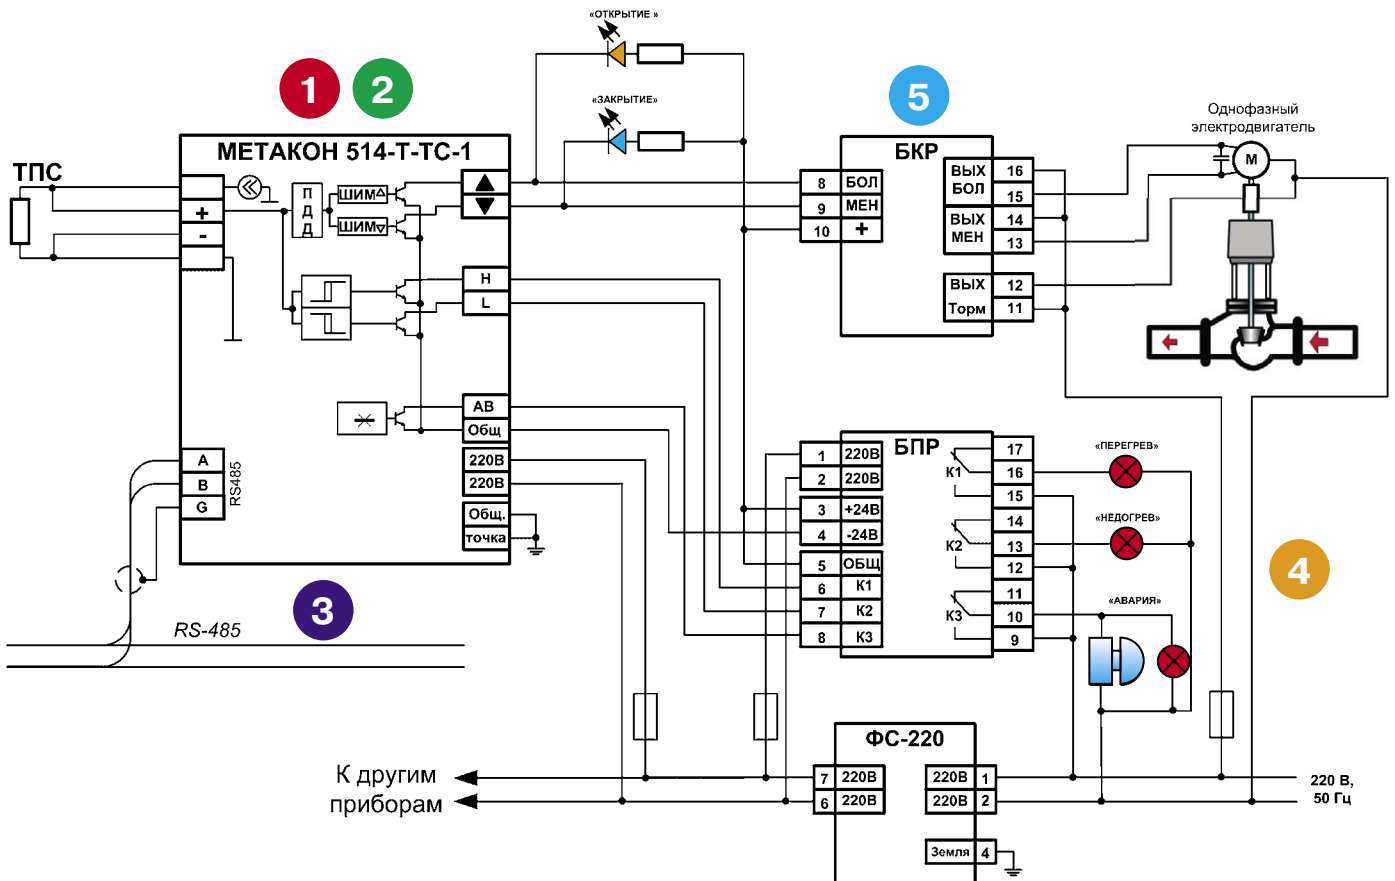 «ОТКРЫТИЕ »
1
2
5
«ЗАКРЫТИЕ»
Однофазный
электродвигатель
МЕТАКОН 514-Т-ТС-1
ТПС
+
-
П
Д
Д
ШИМ
ШИМ
H
L
АВ
Общ
220В
220В
Общ.
точка
A
B
G
RS485
3
RS-485
БКР
8 БОЛ
9 МЕН
10 +
ВЫХ
БОЛ
16
15
ВЫХ
МЕН
14
13
ВЫХ
Торм
12
11
М
БПР
1 220В
2 220В
3 +24В
4 -24В
5 ОБЩ
6 К1
7 К2
8 К3
К1
17
16
15
К2
14
13
12
К3
11
10
9
«ПЕРЕГРЕВ»
«НЕДОГРЕВ»
«АВАРИЯ»
4
ФС-220
К другим
приборам
7 220В
6 220В
220В 1
220В 2
Земля 4
220 В,
50 Гц